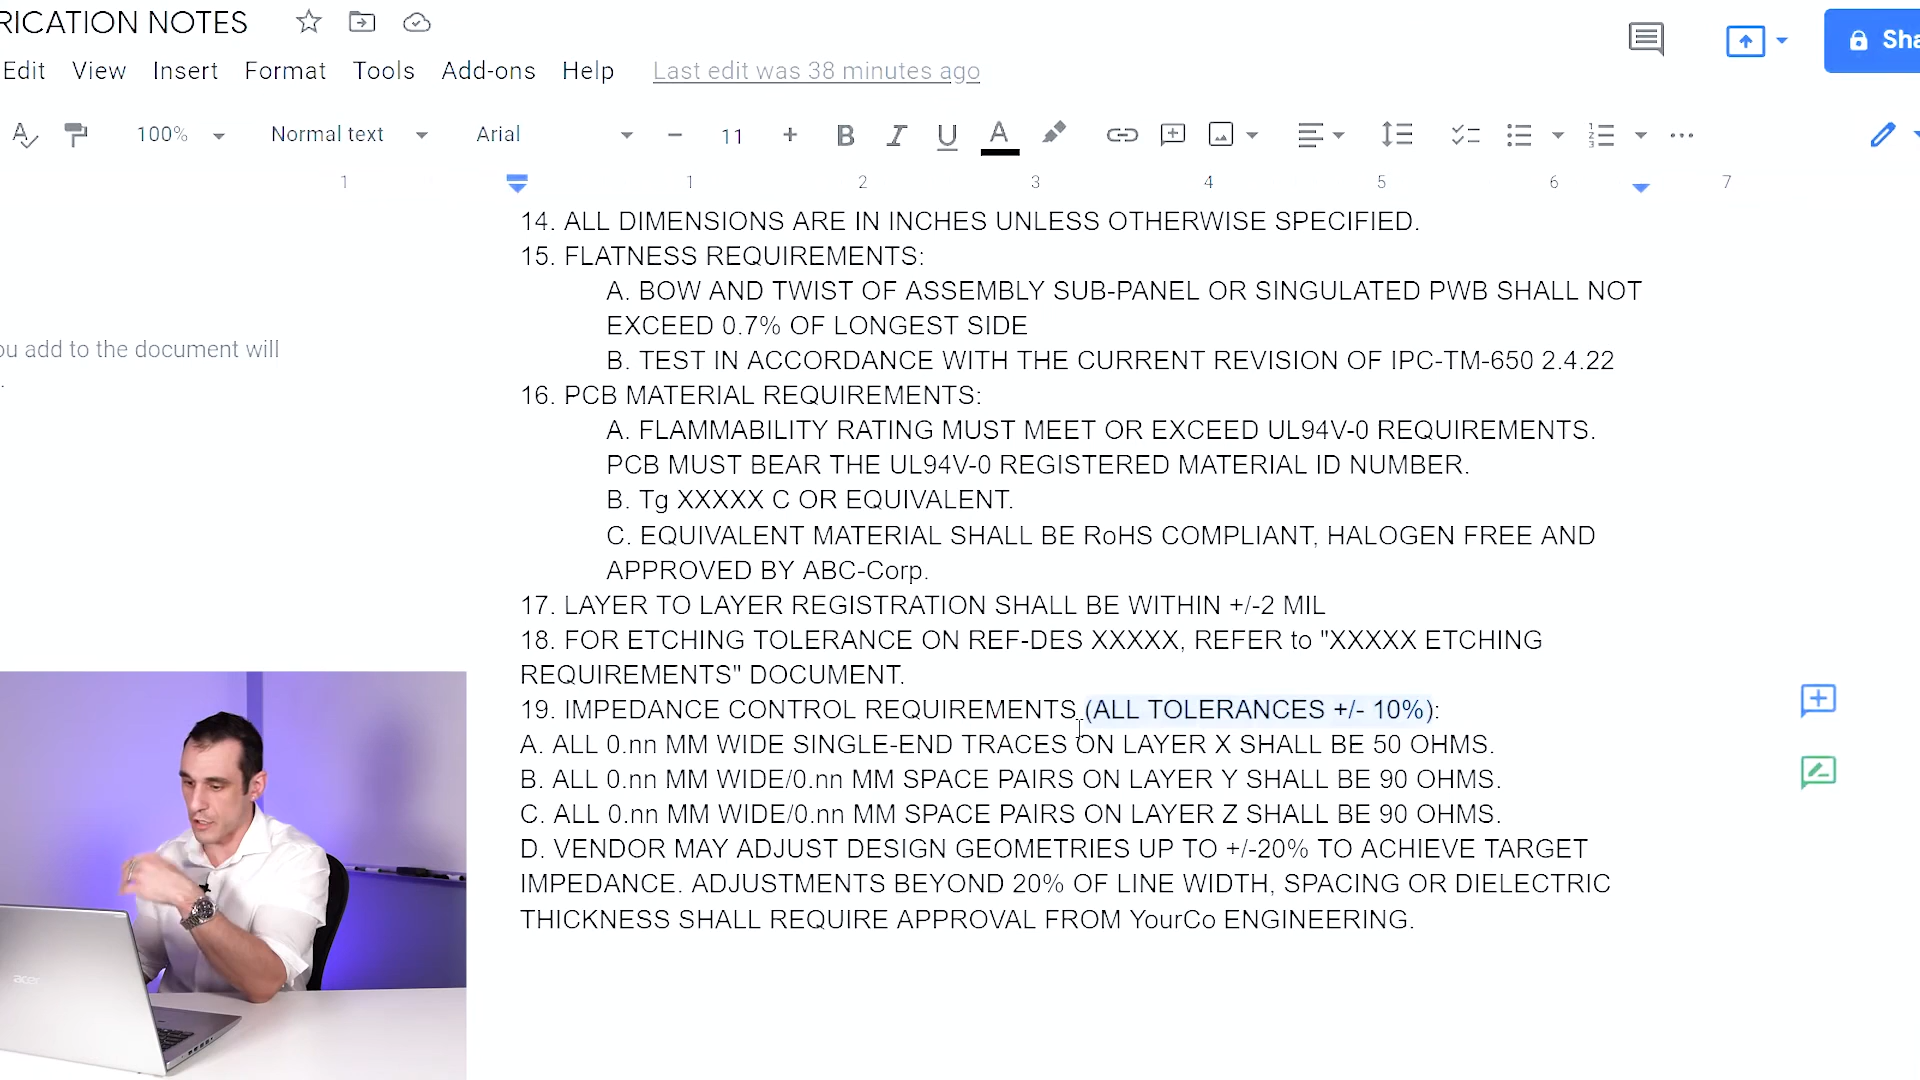 RICATION NOTES
Edit View Insert Format Tools Add-ons Help Last edit was 38 minutes ago
Sha
100% Normal text Arial 11
1 1 2 3 4 5 6 7
14. ALL DIMENSIONS ARE IN INCHES UNLESS OTHERWISE SPECIFIED.
15. FLATNESS REQUIREMENTS:
A. BOW AND TWIST OF ASSEMBLY SUB-PANEL OR SINGULATED PWB SHALL NOT
EXCEED 0.7% OF LONGEST SIDE
ou add to the document will
B. TEST IN ACCORDANCE WITH THE CURRENT REVISION OF IPC-TM-650 2.4.22
16. PCB MATERIAL REQUIREMENTS:
A. FLAMMABILITY RATING MUST MEET OR EXCEED UL94V-0 REQUIREMENTS.
PCB MUST BEAR THE UL94V-0 REGISTERED MATERIAL ID NUMBER.
B. Tg XXXXX C OR EQUIVALENT.
C. EQUIVALENT MATERIAL SHALL BE RoHS COMPLIANT, HALOGEN FREE AND
APPROVED BY ABC-Corp.
17. LAYER TO LAYER REGISTRATION SHALL BE WITHIN +/-2 MIL
18. FOR ETCHING TOLERANCE ON REF-DES XXXXX, REFER to "XXXXX ETCHING
REQUIREMENTS" DOCUMENT.
19. IMPEDANCE CONTROL REQUIREMENTS (ALL TOLERANCES +/- 10%):
A. ALL 0.nn MM WIDE SINGLE-END TRACES ON LAYER X SHALL BE 50 OHMS.
B. ALL 0.nn MM WIDE/0.nn MM SPACE PAIRS ON LAYER Y SHALL BE 90 OHMS.
C. ALL 0.nn MM WIDE/0.nn MM SPACE PAIRS ON LAYER Z SHALL BE 90 OHMS.
D. VENDOR MAY ADJUST DESIGN GEOMETRIES UP TO +/-20% TO ACHIEVE TARGET
IMPEDANCE. ADJUSTMENTS BEYOND 20% OF LINE WIDTH, SPACING OR DIELECTRIC
THICKNESS SHALL REQUIRE APPROVAL FROM YourCo ENGINEERING.
acer